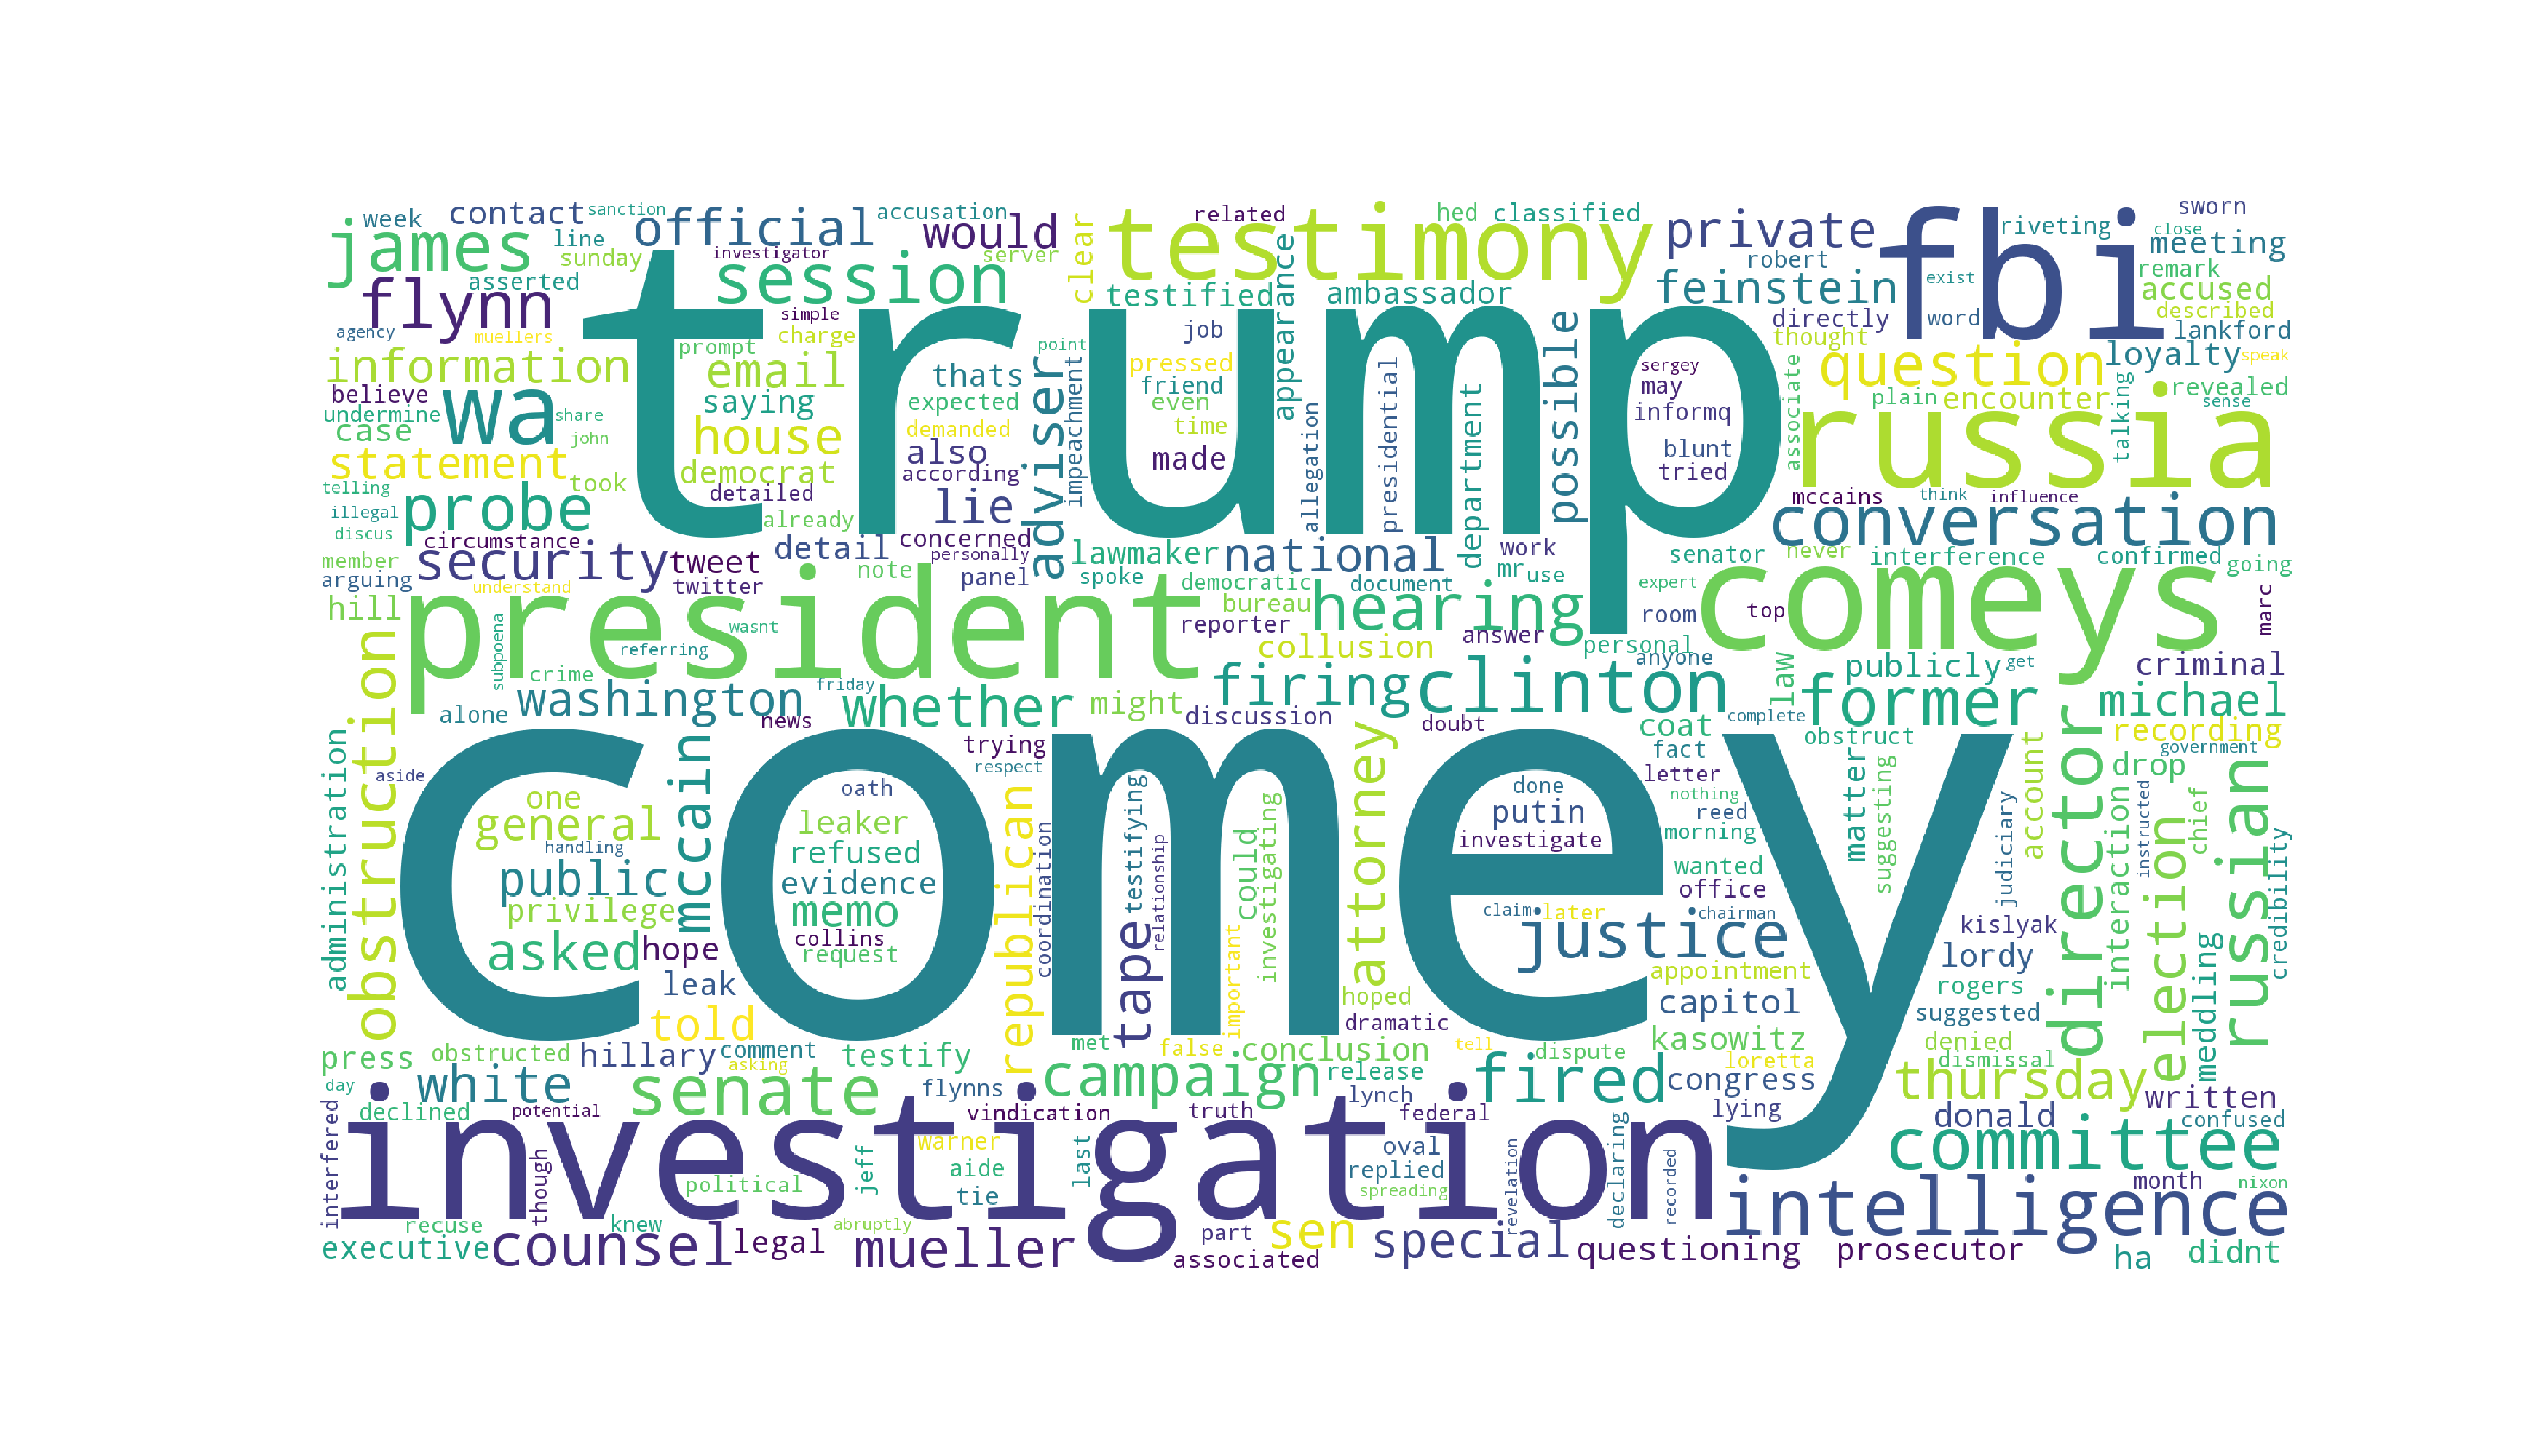 week
contact
sanction
official
accusation
would
testimony
related
hed
classified
private
fbi
riveting
sworn
close
meeting
james
line
sunday
investigator
session
server
clear
appearance
robert
exist
remark
asserted
flynn
testified
ambassador
feinstein
accused
described
agency
muellers
trump
simple
charge
job
possible
directly
word
lankford
thought
information
prompt
email
point
pressed
sergey
question
loyalty
speak
believe
thats
friend
may
associate
plain
encounter
revealed
undermine
wa
share
saying
expected
even
informq
russia
talking
sense
case
john
house
demanded
time
impeachment
allegation
presidential
department
statement
democrat
also
adviser
made
blunt
tried
telling
probe
took
detailed
according
lie
mccains
think
influence
illegal
already
conversation
discus
circumstance
detail
concerned
personally
lawmaker
national
work
senator
never
interference
confirmed
going
member
security
tweet
arguing
understand
twitter
note
panel
spoke
democratic
document
mr
use
expert
comeys
hill
president
bureau
hearing
room
top
marc
wasnt
reporter
answer
obstruction
subpoena
referring
collusion
personal
anyone
law
publicly
get
criminal
crime
washington
friday
whether
might
firing
clinton
former
michael
alone
news
discussion
doubt
coat
complete
obstruct
recording
administration
aside
mccain
trying
respect
attorney
fact
matter
director
government
comey
one
oath
republican
done
letter
nothing
account
drop
russian
general
leaker
testifying
could
investigating
putin
reed
morning
suggesting
judiciary
interaction
election
chief
instructed
credibility
handling
refused
coordination
relationship
investigate
public
evidence
wanted
office
privilege
memo
tape
important
claim
later
chairman
kislyak
asked
hope
collins
request
justice
lordy
meddling
leak
hoped
appointment
rogers
told
dramatic
capitol
suggested
press
obstructed
hillary
comment
asking
testify
met
false
conclusion
tell
dispute
kasowitz
loretta
denied
dismissal
day
white
senate
flynns
campaign
release
fired
congress
thursday
written
interfered
declined
potential
investigation
vindication
truth
lynch
federal
lying
donald
confused
warner
last
oval
declaring
committee
though
political
jeff
aide
tie
replied
spreading
revelation
recorded
month
nixon
recuse
knew
abruptly
part
sen
special
intelligence
executive
counsel
legal
mueller
associated
questioning
prosecutor
ha
didnt